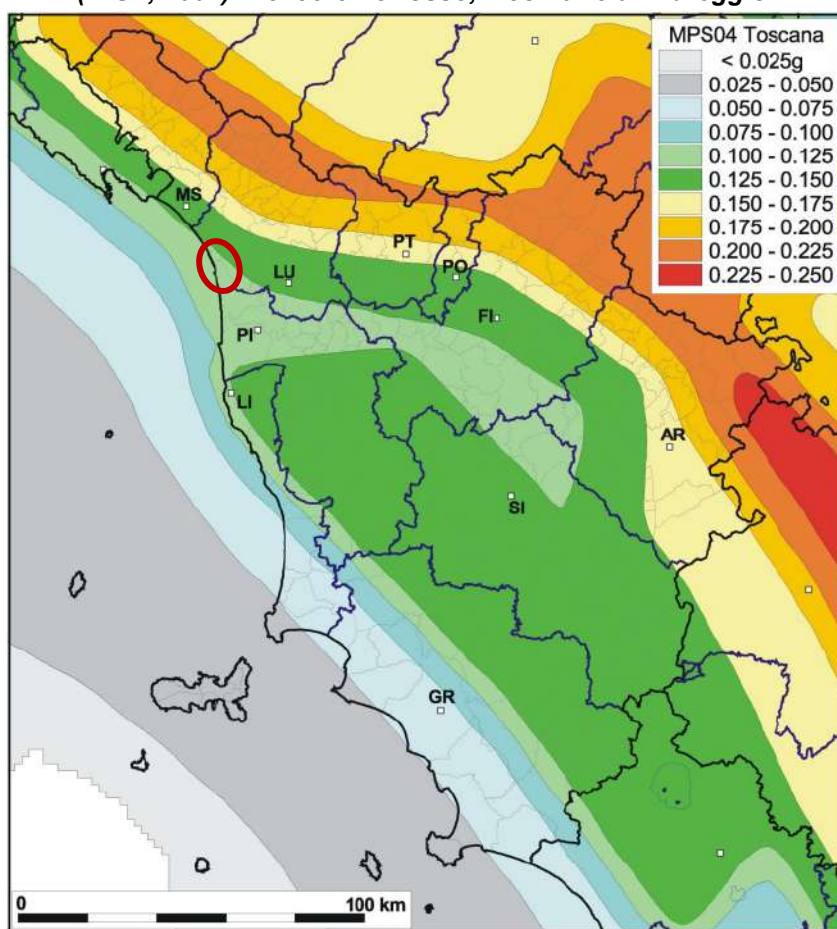 MPS04 Toscana
< 0.025g
0.025 - 0.050
0.050 - 0.075
0.075 - 0.100
0.100 - 0.125
0.125 - 0.150
0.150 - 0.175
0.175 - 0.200
0.200 - 0.225
0.225 - 0.250
MS
PT
LU
PO
FI
PI
LI
AR
SI
GR
0
100 km